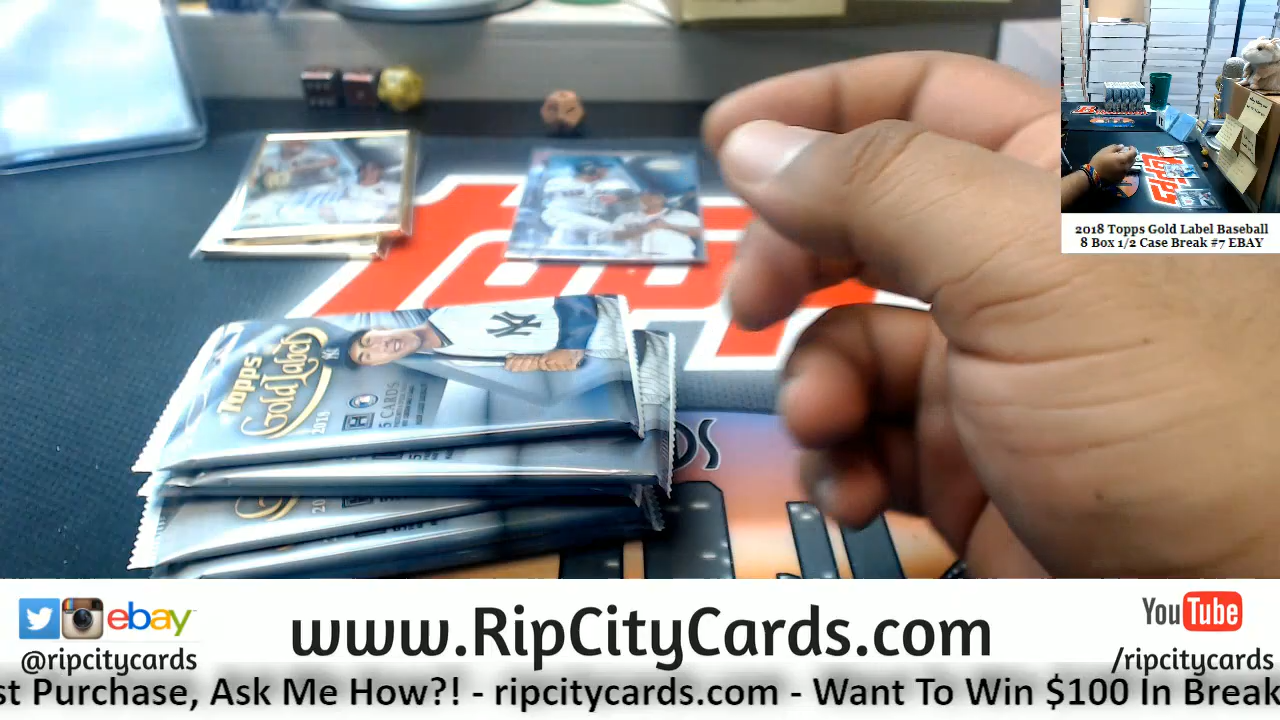 2018 Topps Gold Label Baseball
8 Box 1/2 Case Break #7 EBAY
Topps
Gold Label
2018
5 CARDS
ebay
@ripcitycards
www.RipCityCards.com
You Tube
/ripcitycards
st Purchase, Ask Me How?! - ripcitycards.com - Want To Win $100 In Break